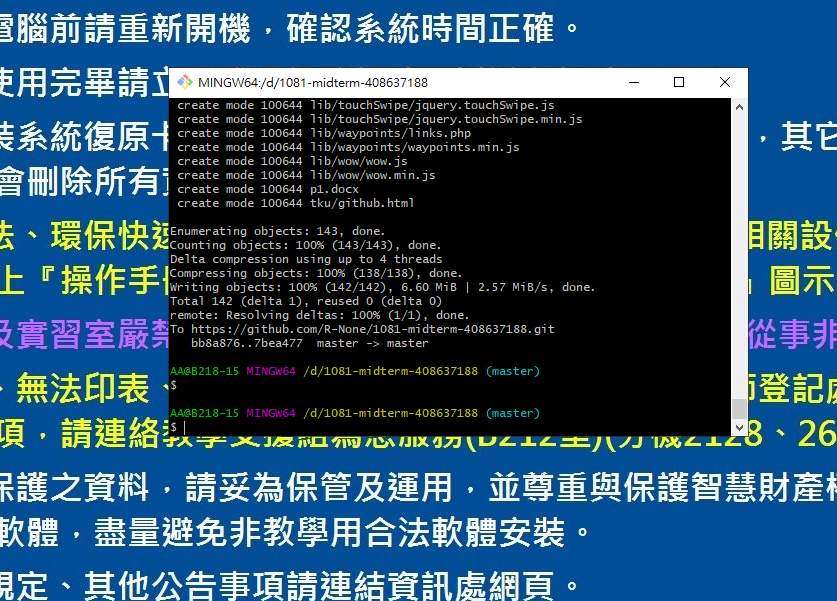 電腦前請重新開機，確認系統時間正確。
使用完畢請立
裝系統復原卡
，其它
會刪除所有資
法、環保快速
相關設備
上『操作手冊
』圖示
及實習室嚴禁
從事非
、無法印表、
師登記處
項，請連絡教學支援組為您服務(B212室)(分機2128、26
保護之資料，請妥為保管及運用，並尊重與保護智慧財產權
軟體，盡量避免非教學用合法軟體安裝。
規定、其他公告事項請連結資訊處網頁。
MINGW64:/d/1081-midterm-408637188
create mode 100644 lib/touchSwipe/jquery.touchSwipe.js
create mode 100644 lib/touchSwipe/jquery.touchSwipe.min.js
create mode 100644 lib/waypoints/links.php
create mode 100644 lib/waypoints/waypoints.min.js
create mode 100644 lib/wow/wow.js
create mode 100644 lib/wow/wow.min.js
create mode 100644 p1.docx
create mode 100644 tku/github.html
Enumerating objects: 143, done.
Counting objects: 100% (143/143), done.
Delta compression using up to 4 threads
Compressing objects: 100% (138/138), done.
Writing objects: 100% (142/142), 6.60 MiB | 2.57 MiB/s, done.
Total 142 (delta 1), reused 0 (delta 0)
remote: Resolving deltas: 100% (1/1), done.
To https://github.com/R-None/1081-midterm-408637188.git
bb8a876..7bea477  master -> master
AA@B218-15 MINGW64 /d/1081-midterm-408637188 (master)
$
AA@B218-15 MINGW64 /d/1081-midterm-408637188 (master)
$